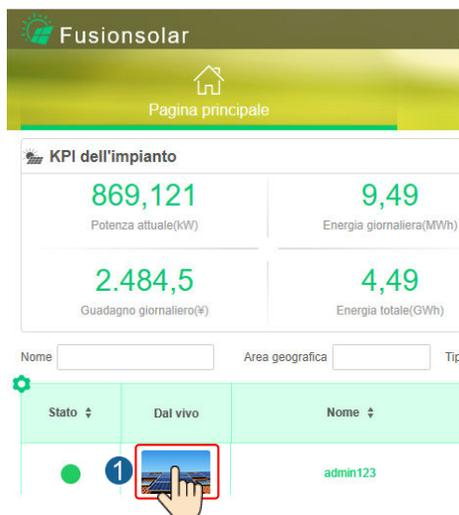 Fusionsolar
Pagina principale
KPI dell'impianto
869,121 9,49
Potenza attuale(kW) Energia giornaliera(MWh)
2.484,5 4,49
Guadagno giornaliero(¥) Energia totale(GWh)
Nome Area geografica Tip
Stato Dal vivo Nome
1 admin123